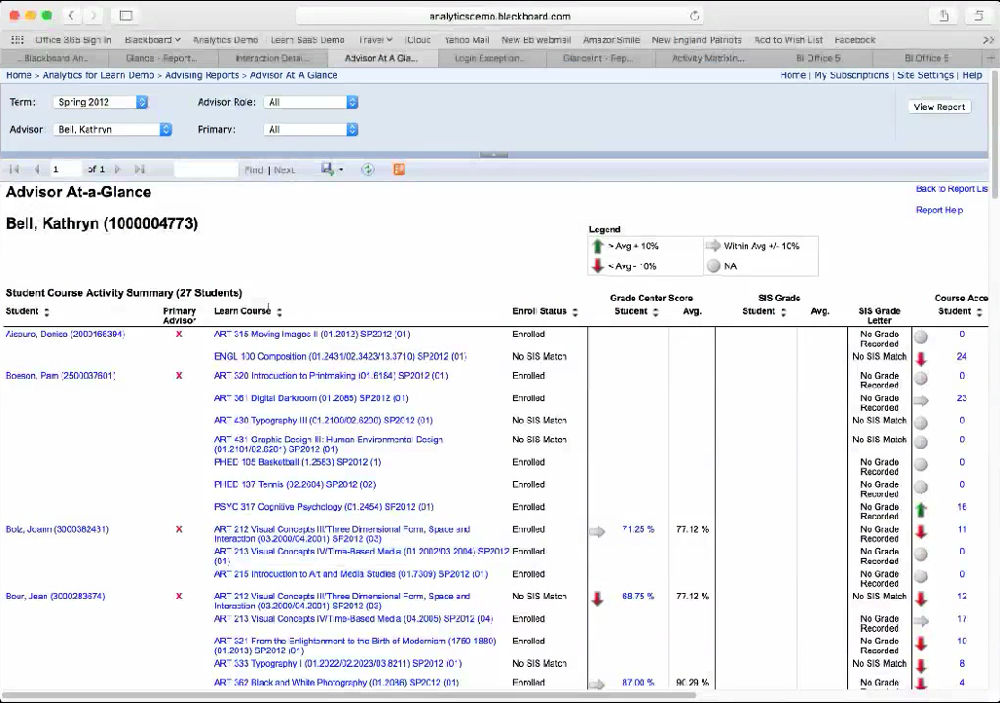 analyticsdemo.blackboard.com
Office 365 Sign In Blackboard Analytics Demo Learn SaaS Demo Travel iCloud Yahoo Mail New Bb webmail Amazon Smile New England Patriots Add to Wish List Facebook
...Blackboard An... Glance - Report... Interaction Detai... Advisor At A Gla... Login Exception... Glance Int - Rep... Activity MatrixIn... BI Office 5 BI Office 5
Home > Analytics for Learn Demo > Advising Reports > Advisor At A Glance Home | My Subscriptions | Site Settings | Help
Term: Spring 2012 Advisor Role: All View Report
Advisor Bell, Kathryn Primary: All
1 of 1 Find | Next
Advisor At-a-Glance Back to Report Lis
Report Help
Bell, Kathryn (1000004773)
Legend
> Avg + 10% Within Avg +/- 10%
< Avg - 10% NA
Student Course Activity Summary (27 Students)
Grade Center Score SIS Grade Course Acce
Student Primary Advisor Learn Course Enroll Status Student Avg. Student Avg. SIS Grade Letter Student
(2000166394) X ART 315 Moving Images II (01.2012) SP2012 (01) Enrolled No Grade Recorded 0
ENGL 100 Composition (01.2431/02.3423/13.3710) SP2012 (01) No SIS Match No SIS Match 24
Boeson, Pam (2500037601) X ART 320 Introduction to Printmaking (01.6184) SP2012 (01) Enrolled No Grade Recorded 0
ART 361 Digital Darkroom (01.2085) SP2012 (01) Enrolled No Grade Recorded 23
ART 430 Typography III (01.2100/02.6200) SP2012 (01) No SIS Match No SIS Match 0
ART 431 Graphic Design III: Human Environmental Design No SIS Match No SIS Match 0
(01.2101/02.6201) SP2012 (01)
PHED 105 Basketball (1.2583) SP2012 (1) Enrolled No Grade Recorded 0
PHED 137 Tennis (02.2604) SP2012 (02) Enrolled No Grade Recorded 0
PSYC 317 Cognitive Psychology (01.2454) SP2012 (01) Enrolled No Grade Recorded 16
Bolz, Joann (3000362431) X ART 212 Visual Concepts III/Three Dimensional Form, Space and Enrolled 71.25 % 77.12 % No Grade Recorded 11
Interaction (03.2000/04.2001) SP2012 (03)
ART 213 Visual Concepts IV/Time-Based Media (01.2002/03.2004) SP2012 Enrolled No Grade Recorded 0
(01)
ART 215 Introduction to Art and Media Studies (01.7309) SP2012 (01) Enrolled No Grade Recorded 0
Bour, Jean (3000283674) X ART 212 Visual Concepts III/Three Dimensional Form, Space and No SIS Match 68.75 % 77.12 % No SIS Match 12
Interaction (03.2000/04.2001) SP2012 (03)
ART 213 Visual Concepts IV/Time-Based Media (04.2005) SP2012 (04) Enrolled No Grade Recorded 17
ART 321 From the Enlightenment to the Birth of Modernism (1750-1880) Enrolled No Grade Recorded 10
(01.2013) SP2012 (01)
ART 333 Typography I (01.2022/02.2023/03.8211) SP2012 (01) No SIS Match No SIS Match 8
ART 362 Black and White Photography (01.2086) SP2012 (01) Enrolled 87.00 % 90.29 % No Grade 4